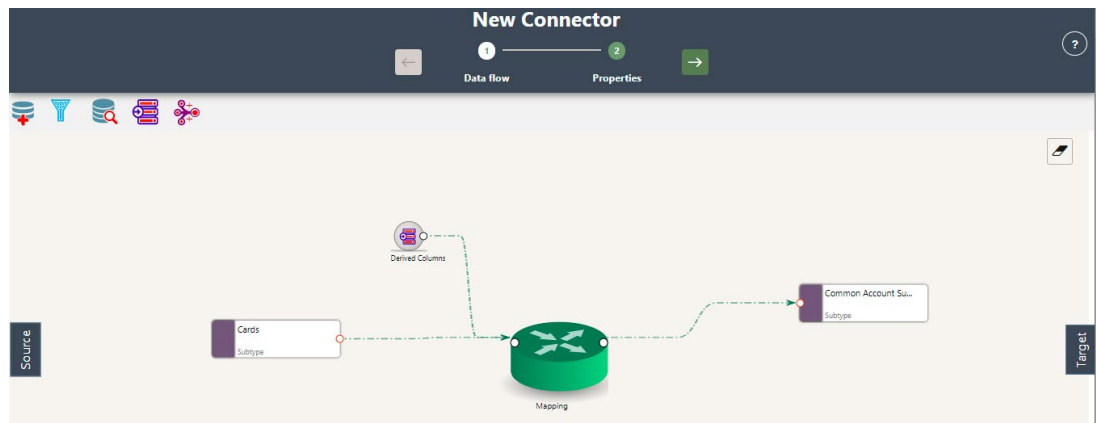 New Connector
1
2
?
Data flow
Properties
Derived Columns
Common Account Su...
Subtype
Cards
Subtype
Source
Target
Mapping